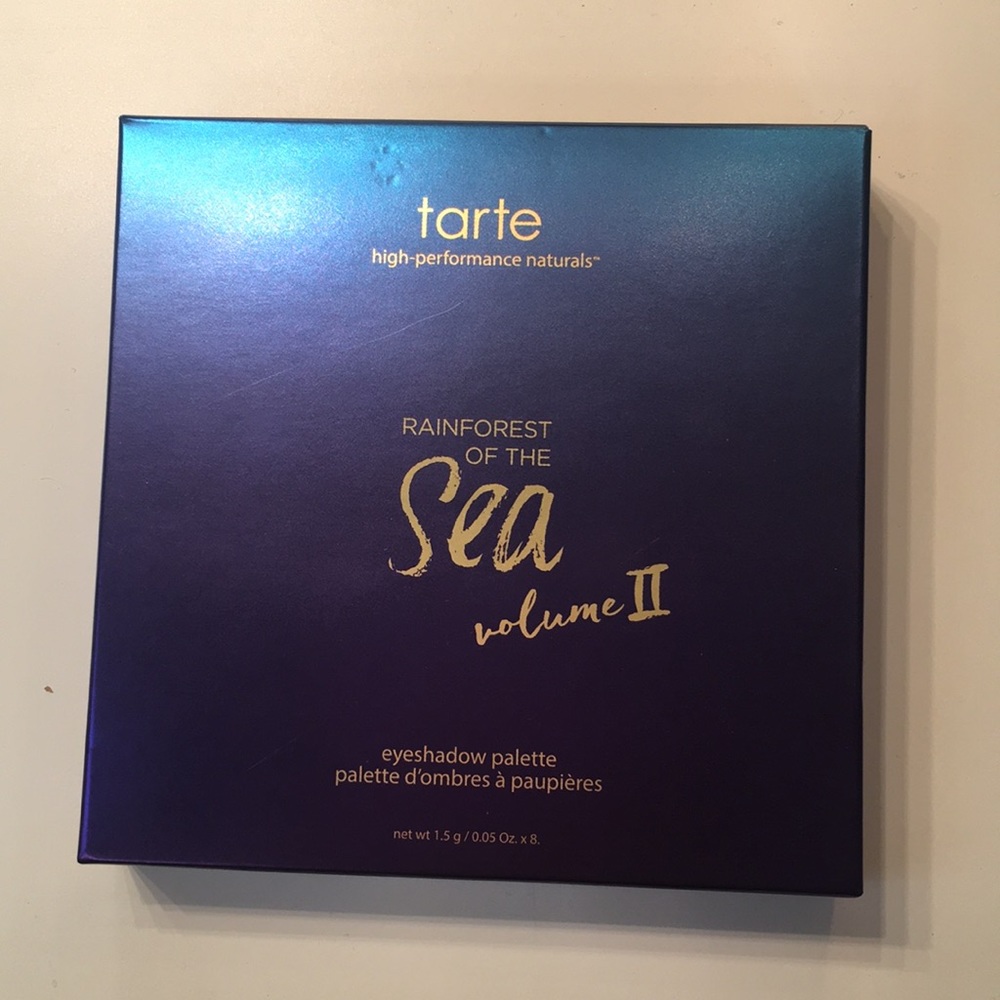 tarte
high-performance naturals™
RAINFOREST
OF THE
Sea
volume II
eyeshadow palette
palette d'ombres à paupières
net wt 1.5 g / 0.05 Oz. x 8.